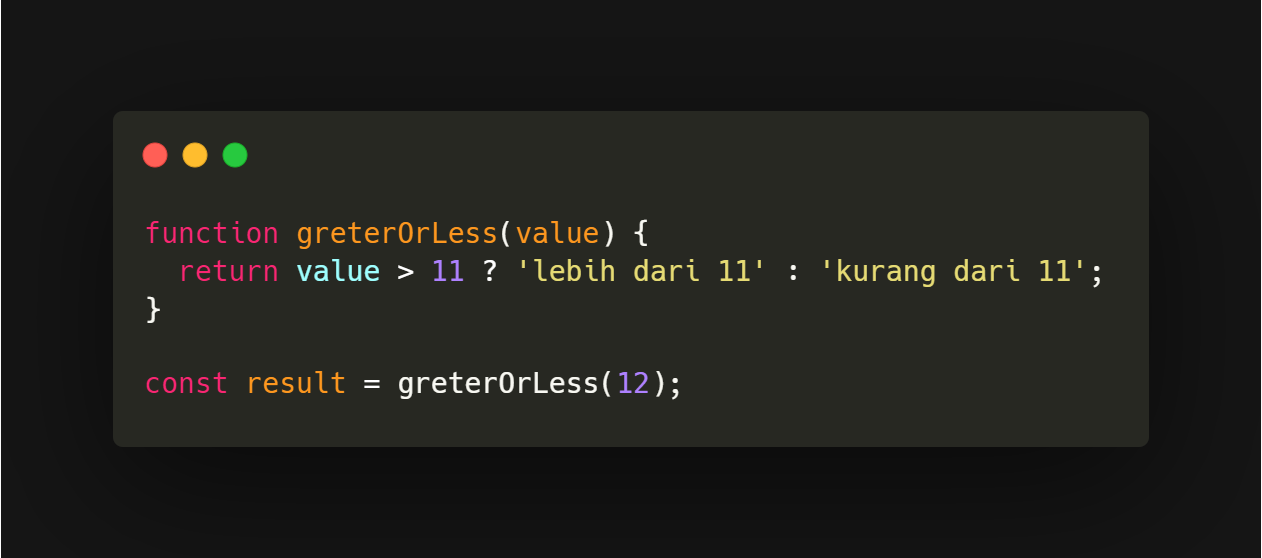 function greterOrLess(value) {
  return value > 11 ? 'lebih dari 11' : 'kurang dari 11';
}

const result = greterOrLess(12);